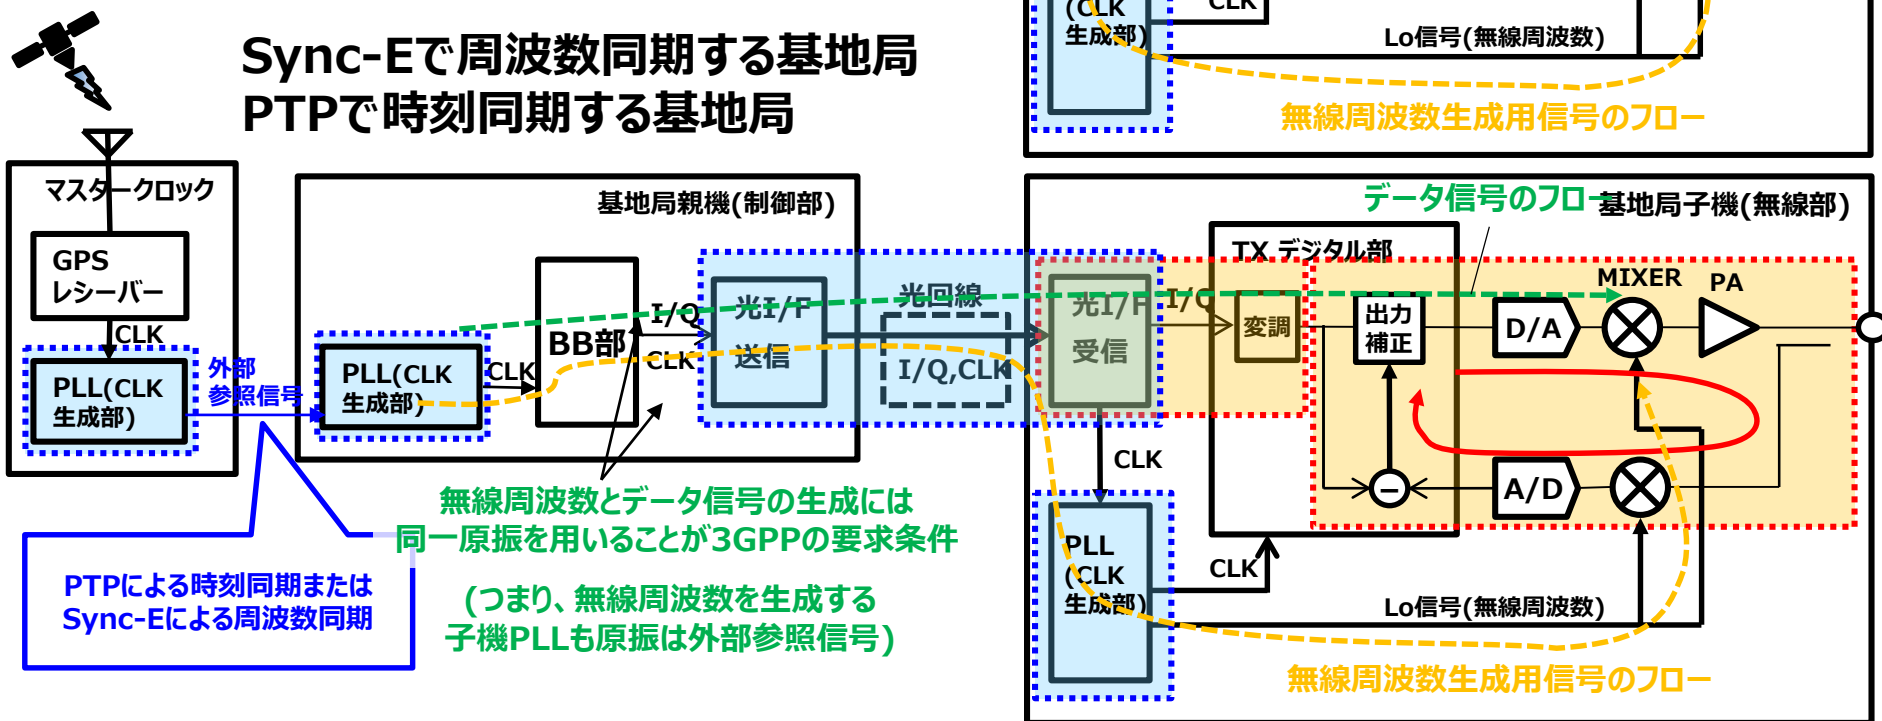 (CLK
生成部)
CLK
Lo信号(無線周波数)
無線周波数生成用信号のフロー
Sync-Eで周波数同期する基地局
PTPで時刻同期する基地局
マスタークロック
GPS
レシーバー
CLK
PLL(CLK
生成部)
外部
参照信号
PTPによる時刻同期または
Sync-Eによる周波数同期
基地局親機(制御部)
PLL(CLK
生成部)
CLK
BB部
I/Q
CLK
光I/F
送信
光回線
I/Q,CLK
無線周波数とデータ信号の生成には
同一原振を用いることが3GPPの要求条件
(つまり、無線周波数を生成する
子機PLLも原振は外部参照信号)
データ信号のフロー
基地局子機(無線部)
光I/F
受信
I/Q
TX デジタル部
変調
出力
補正
D/A
MIXER
PA
−
A/D
CLK
PLL
(CLK
生成部)
CLK
Lo信号(無線周波数)
無線周波数生成用信号のフロー